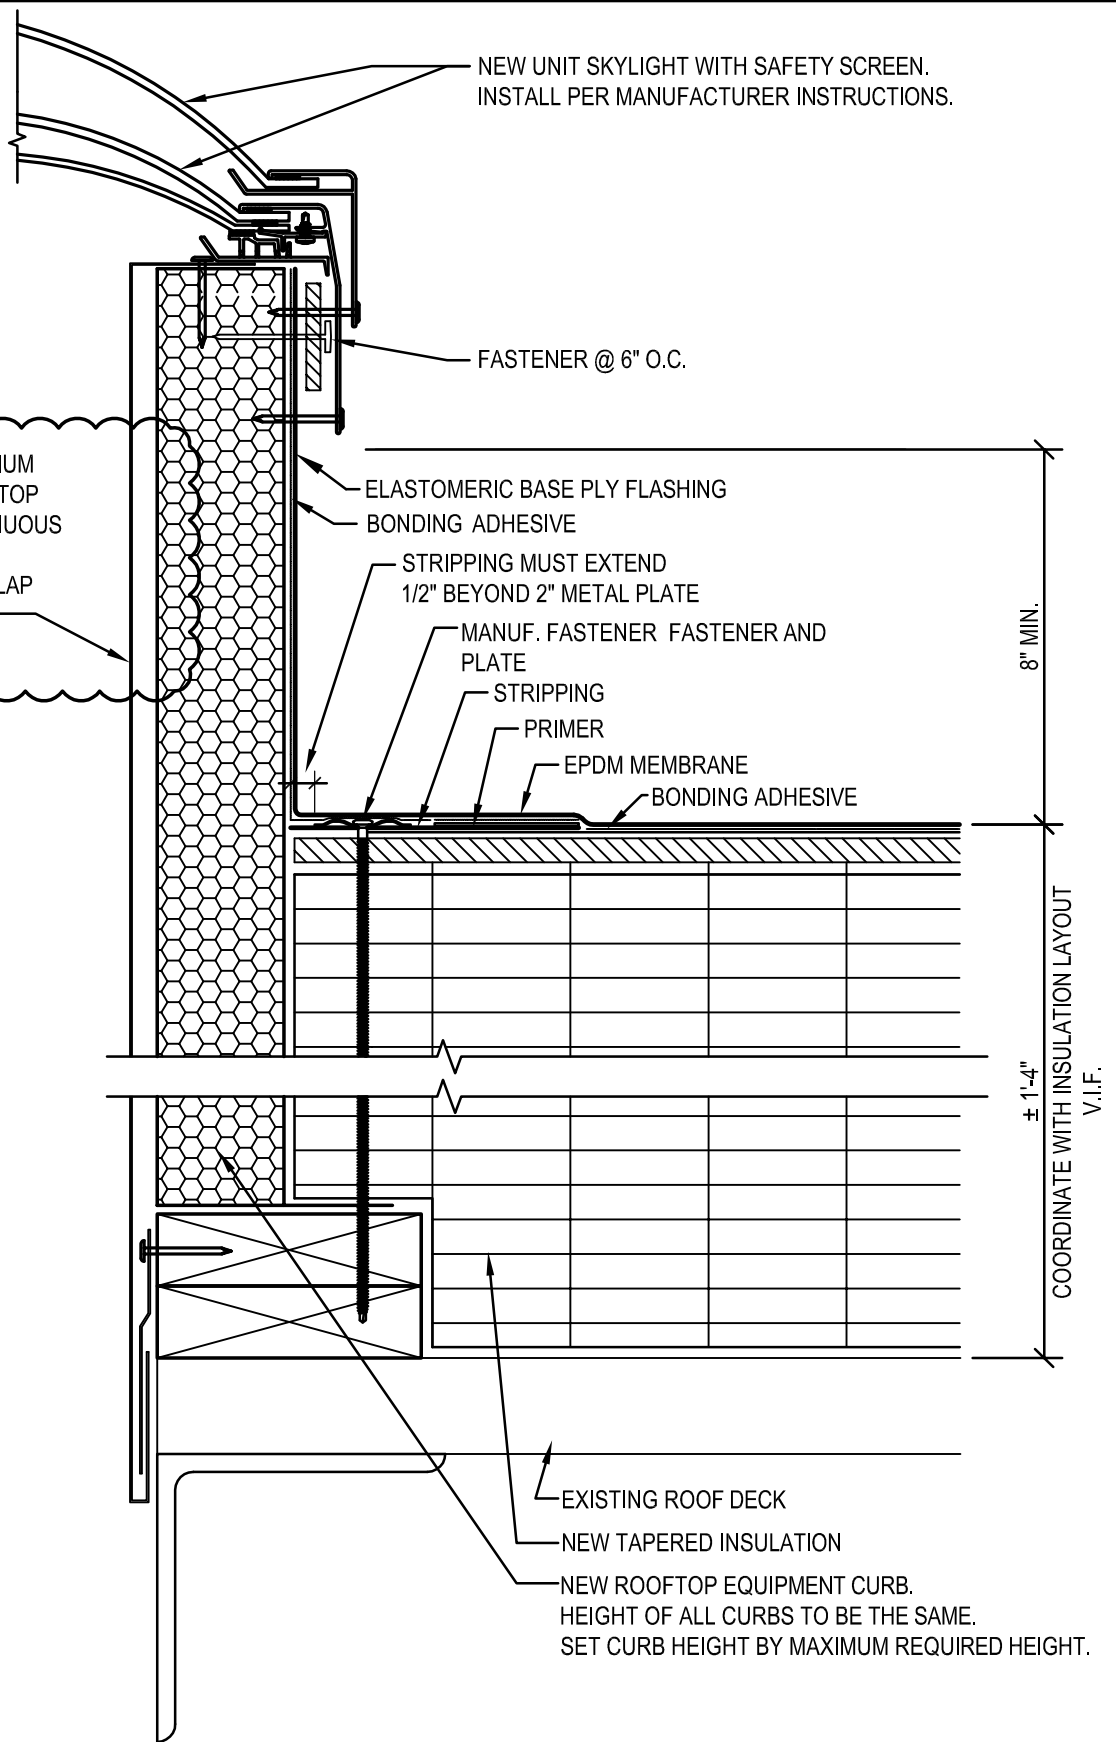 NEW UNIT SKYLIGHT WITH SAFETY SCREEN.
INSTALL PER MANUFACTURER INSTRUCTIONS.
FASTENER @ 6" O.C.
TOP
LAP
ELASTOMERIC BASE PLY FLASHING
BONDING ADHESIVE
STRIPPING MUST EXTEND
1/2" BEYOND 2" METAL PLATE
MANUF. FASTENER FASTENER AND
PLATE
STRIPPING
PRIMER
EPDM MEMBRANE
BONDING ADHESIVE
8" MIN.
± 1'-4"
COORDINATE WITH INSULATION LAYOUT
V.I.F.
EXISTING ROOF DECK
NEW TAPERED INSULATION
NEW ROOFTOP EQUIPMENT CURB.
HEIGHT OF ALL CURBS TO BE THE SAME.
SET CURB HEIGHT BY MAXIMUM REQUIRED HEIGHT.